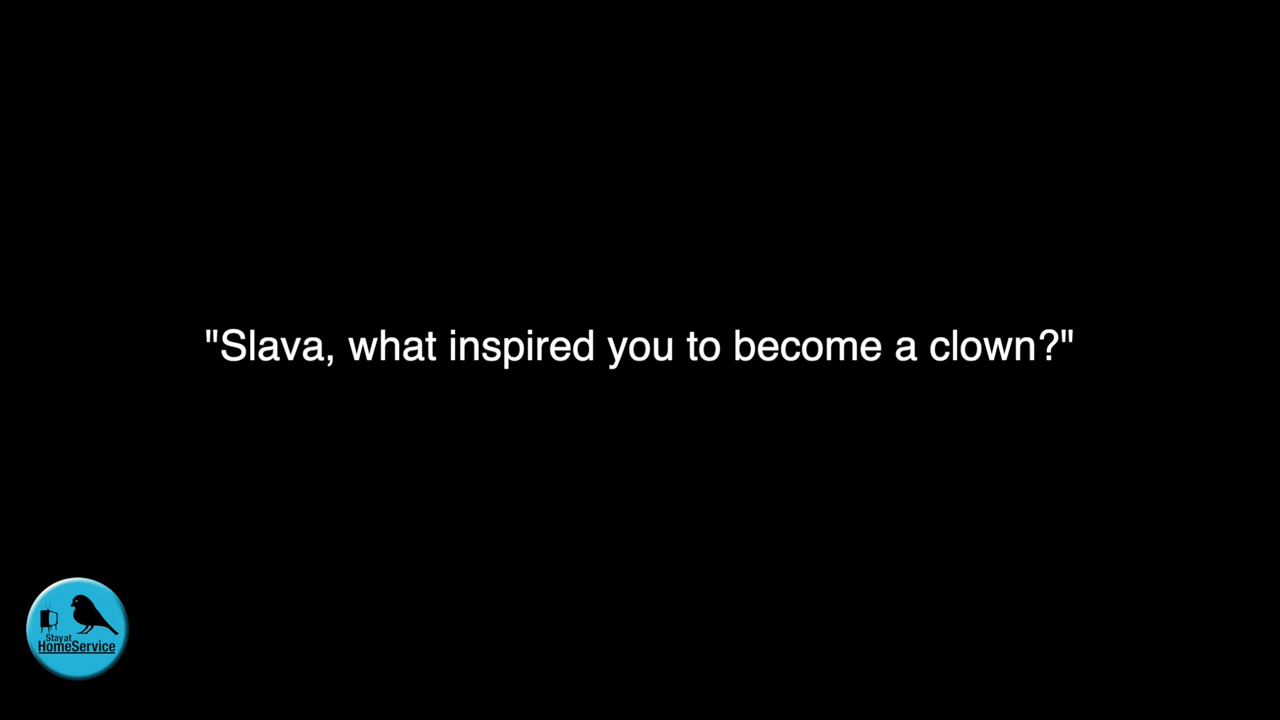 "Slava, what inspired you to become a clown?"
Stay at
HomeService